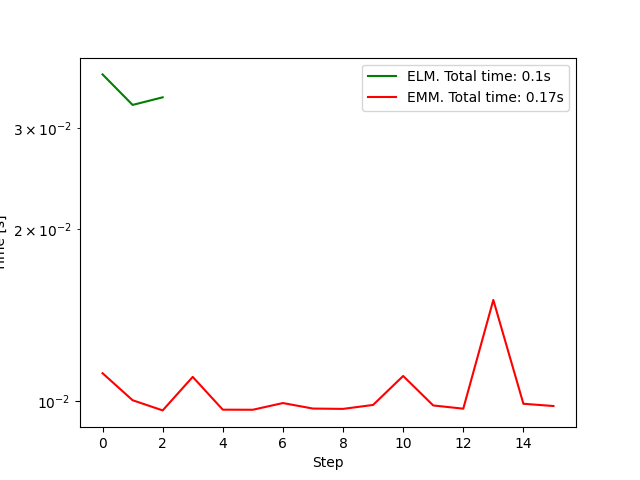 ELM. Total time: 0.1s
EMM. Total time: 0.17s
3 × 10⁻²
2 × 10⁻²
10⁻²
0 2 4 6 8 10 12 14
Step